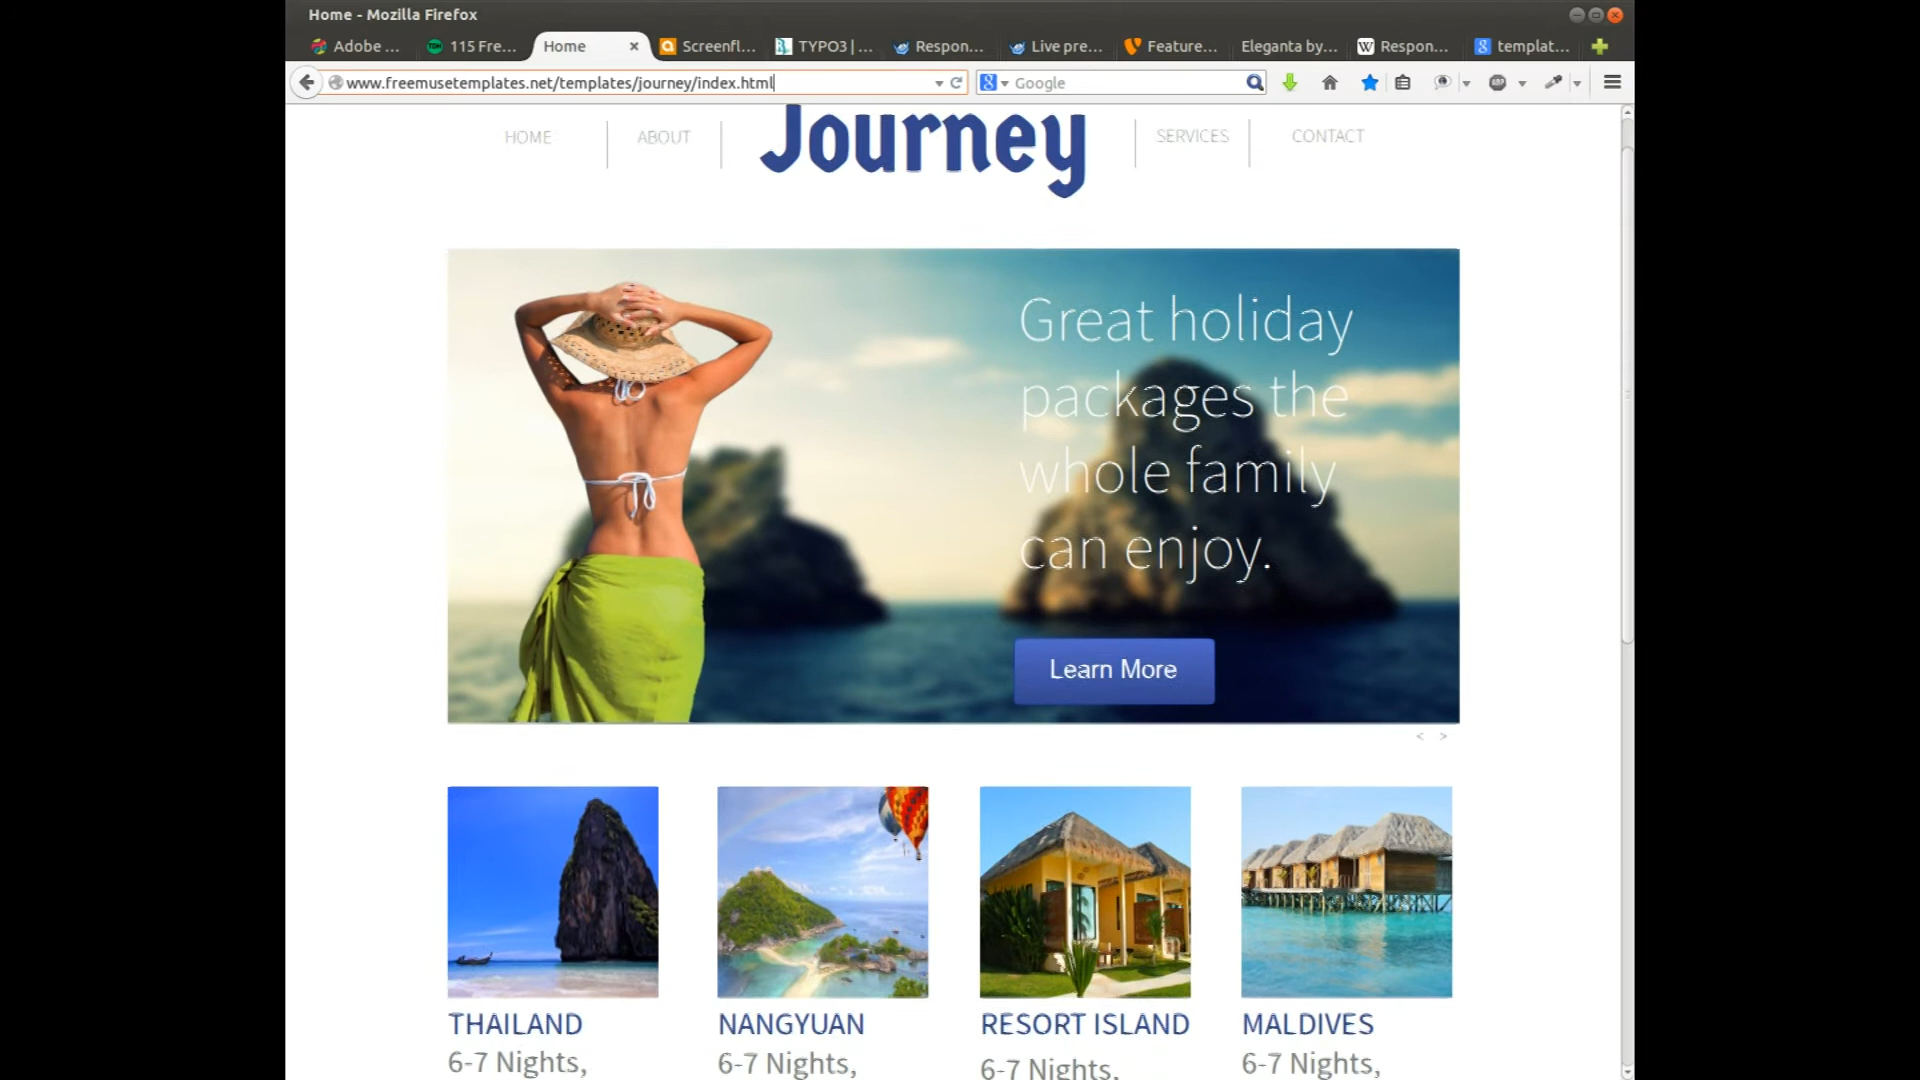 Home - Mozilla Firefox
Adobe ...
115 Fre...
Home
Screenfl...
TYPO3 | ...
Respon...
Live pre...
Feature...
Eleganta by...
Respon...
templat...
www.freemusetemplates.net/templates/journey/index.html
Google
HOME
ABOUT
Journey
SERVICES
CONTACT
Great holiday
packages the
whole family
can enjoy.
Learn More
< >
THAILAND
6-7 Nights,
NANGYUAN
6-7 Nights,
RESORT ISLAND
6-7 Nights,
MALDIVES
6-7 Nights,